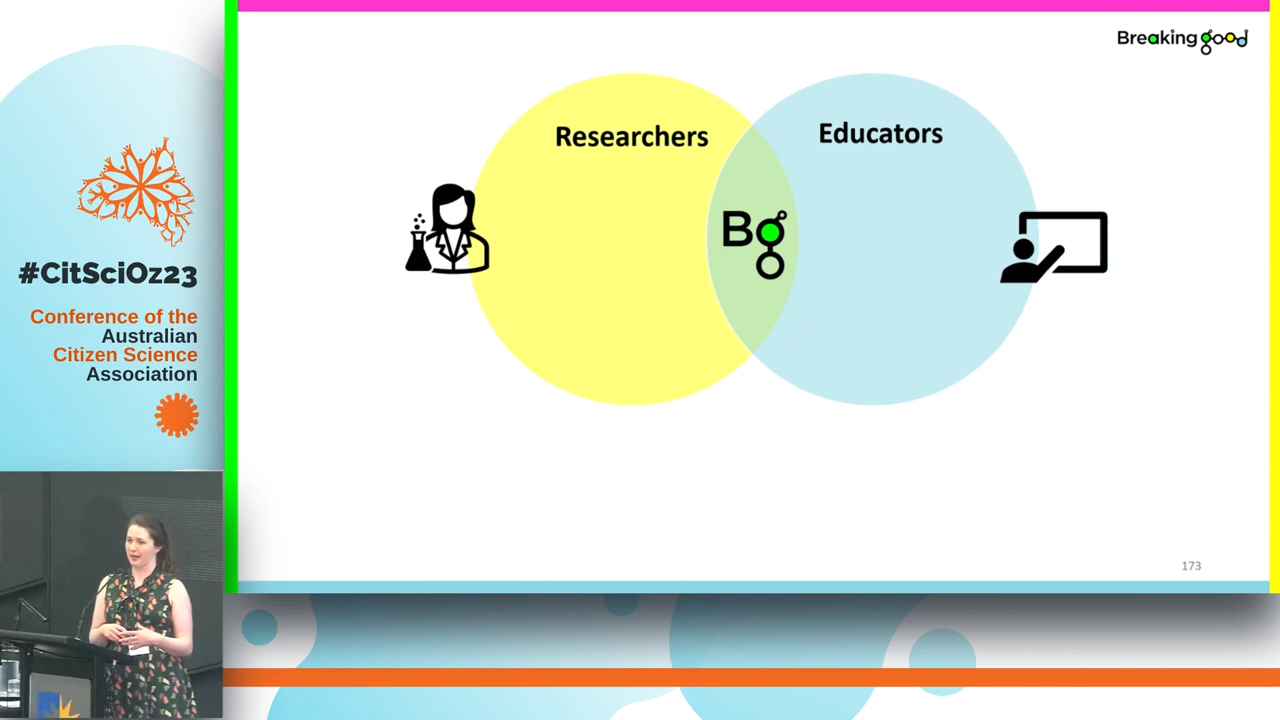 Breaking good
Researchers
Educators
Bg
#CitSciOz23
Conference of the
Australian
Citizen Science
Association
173